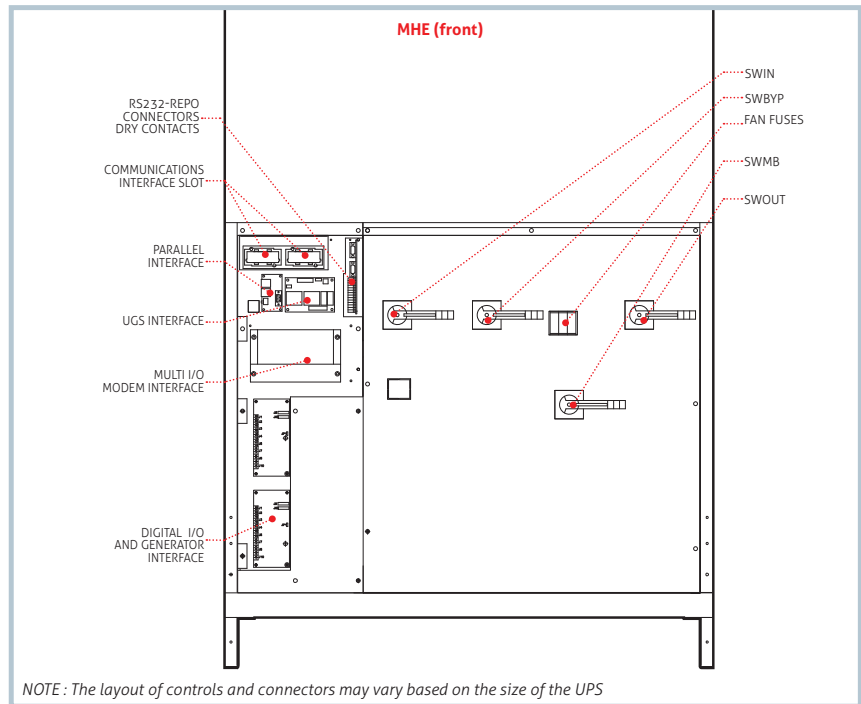 MHE (front)
RS232-REPO
CONNECTORS
DRY CONTACTS
COMMUNICATIONS
INTERFACE SLOT
PARALLEL
INTERFACE
UGS INTERFACE
MULTI I/O
MODEM INTERFACE
DIGITAL I/O
AND GENERATOR
INTERFACE
SWIN
SWBYP
FAN FUSES
SWMB
SWOUT
NOTE : The layout of controls and connectors may vary based on the size of the UPS